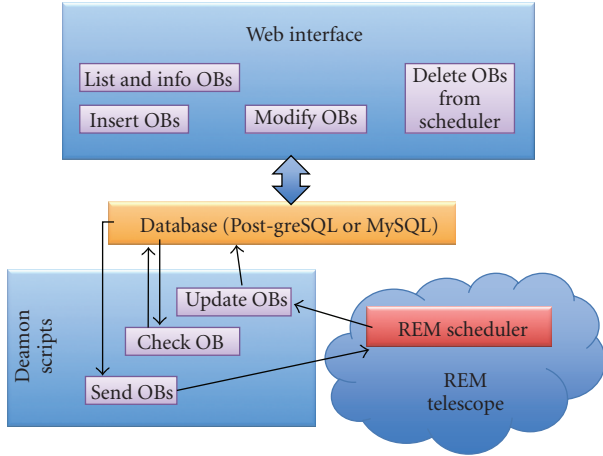 Web interface
List and info OBs
Insert OBs
Modify OBs
Delete OBs
from
scheduler
Database (Post-greSQL or MySQL)
Deamon
scripts
Update OBs
Check OB
Send OBs
REM scheduler
REM
telescope